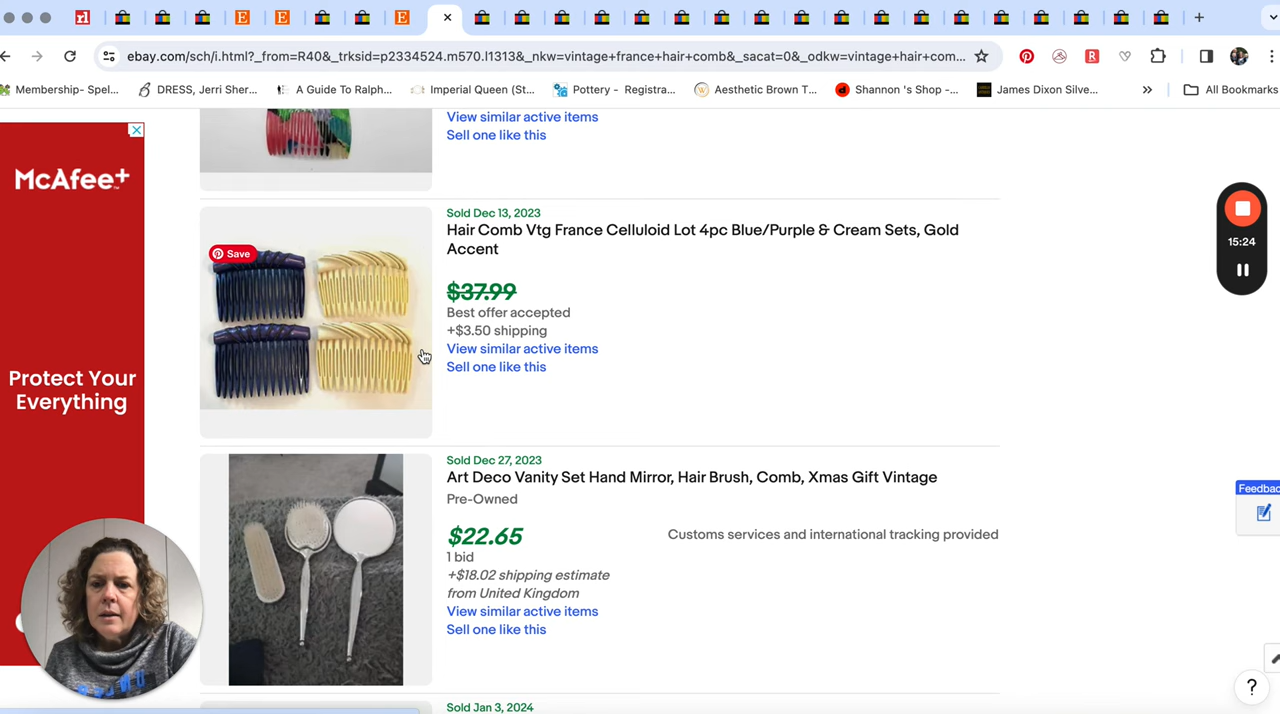 ebay.com/sch/i.html?_from=R40&_trksid=p2334524.m570.l1313&_nkw=vintage+france+hair+comb&_sacat=0&_odkw=vintage+hair+com...
Membership- Spel...
DRESS, Jerri Sher...
A Guide To Ralph...
Imperial Queen (St...
Pottery - Registra...
Aesthetic Brown T...
Shannon 's Shop -...
James Dixon Silve...
All Bookmarks
View similar active items
Sell one like this
McAfee+
Protect Your
Everything
Save
Sold Dec 13, 2023
Hair Comb Vtg France Celluloid Lot 4pc Blue/Purple & Cream Sets, Gold
Accent
$37.99
Best offer accepted
+$3.50 shipping
View similar active items
Sell one like this
15:24
Sold Dec 27, 2023
Art Deco Vanity Set Hand Mirror, Hair Brush, Comb, Xmas Gift Vintage
Pre-Owned
$22.65
Customs services and international tracking provided
1 bid
+$18.02 shipping estimate
from United Kingdom
View similar active items
Sell one like this
Feedbac
Sold Jan 3, 2024
?